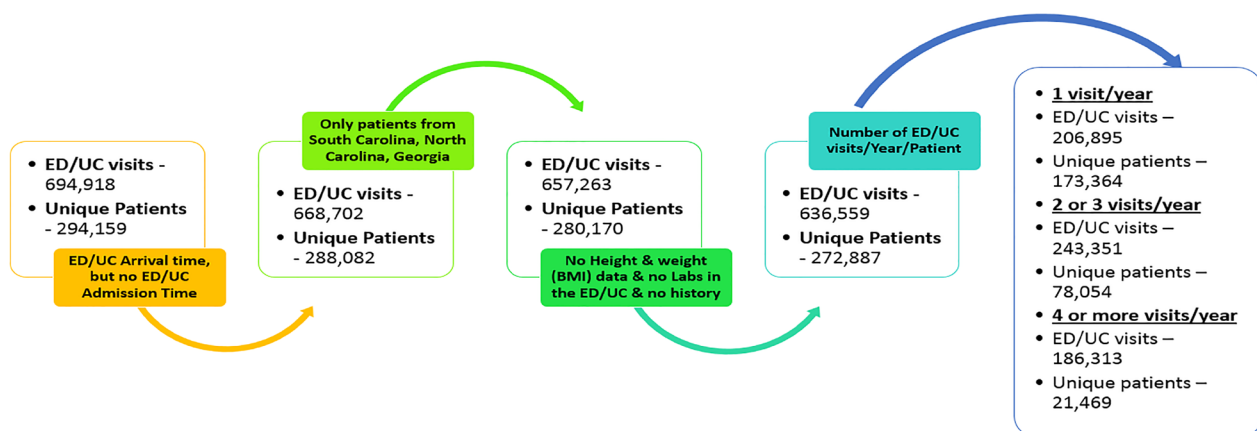 • ED/UC visits -
694,918
• Unique Patients
- 294,159
ED/UC Arrival time,
but no ED/UC
Admission Time
Only patients from
South Carolina, North
Carolina, Georgia
• ED/UC visits -
668,702
• Unique Patients
- 288,082
• ED/UC visits -
657,263
• Unique Patients
- 280,170
No Height & weight
(BMI) data & no Labs in
the ED/UC & no history
Number of ED/UC
visits/Year/Patient
• ED/UC visits -
636,559
• Unique Patients
- 272,887
• 1 visit/year
• ED/UC visits –
206,895
• Unique patients –
173,364
• 2 or 3 visits/year
• ED/UC visits –
243,351
• Unique patients –
78,054
• 4 or more visits/year
• ED/UC visits –
186,313
• Unique patients –
21,469